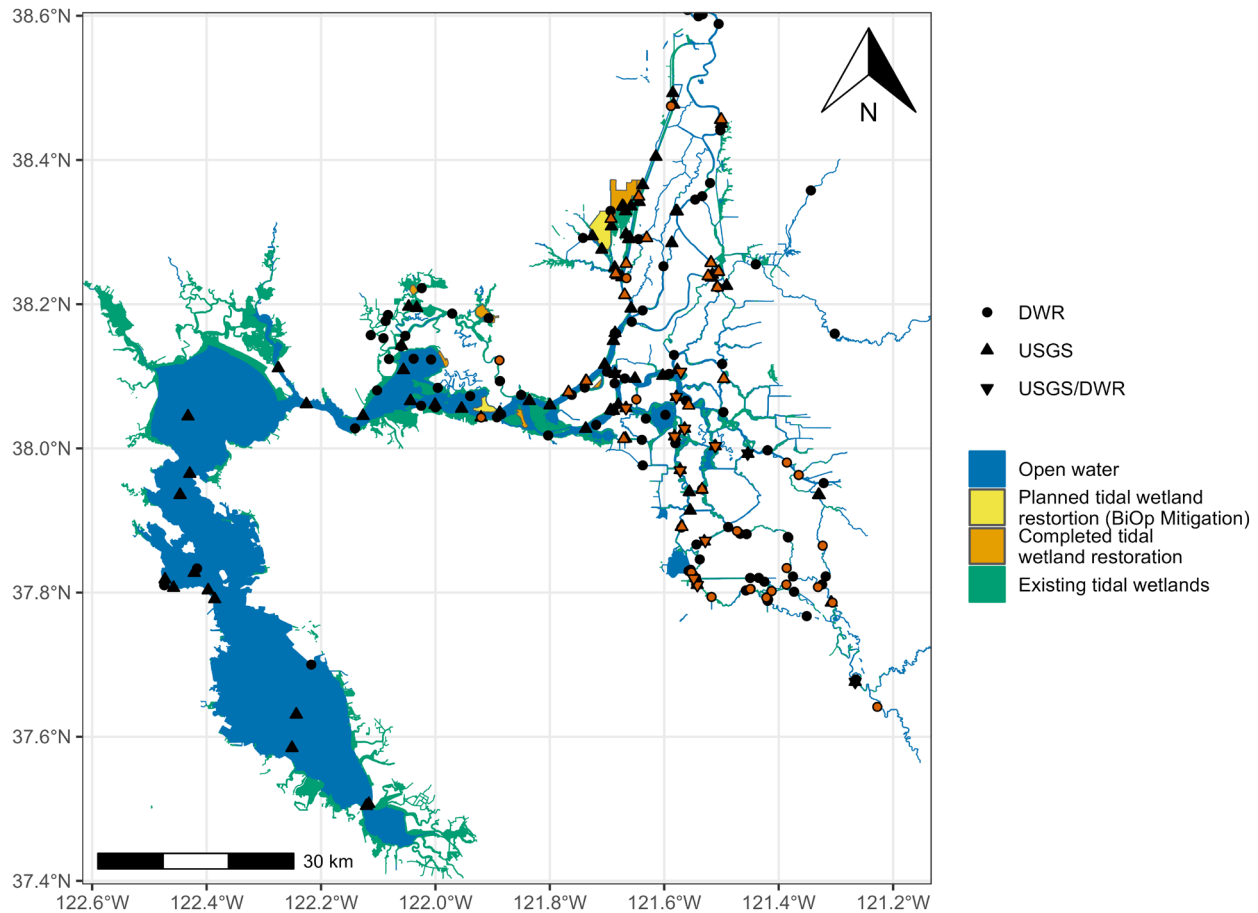 38.6°N
38.4°N
38.2°N
38.0°N
37.8°N
37.6°N
37.4°N
122.6°W
122.4°W
122.2°W
122.0°W
121.8°W
121.6°W
121.4°W
121.2°W
N
30 km
DWR
USGS
USGS/DWR
Open water
Planned tidal wetland
restortion (BiOp Mitigation)
Completed tidal
wetland restoration
Existing tidal wetlands